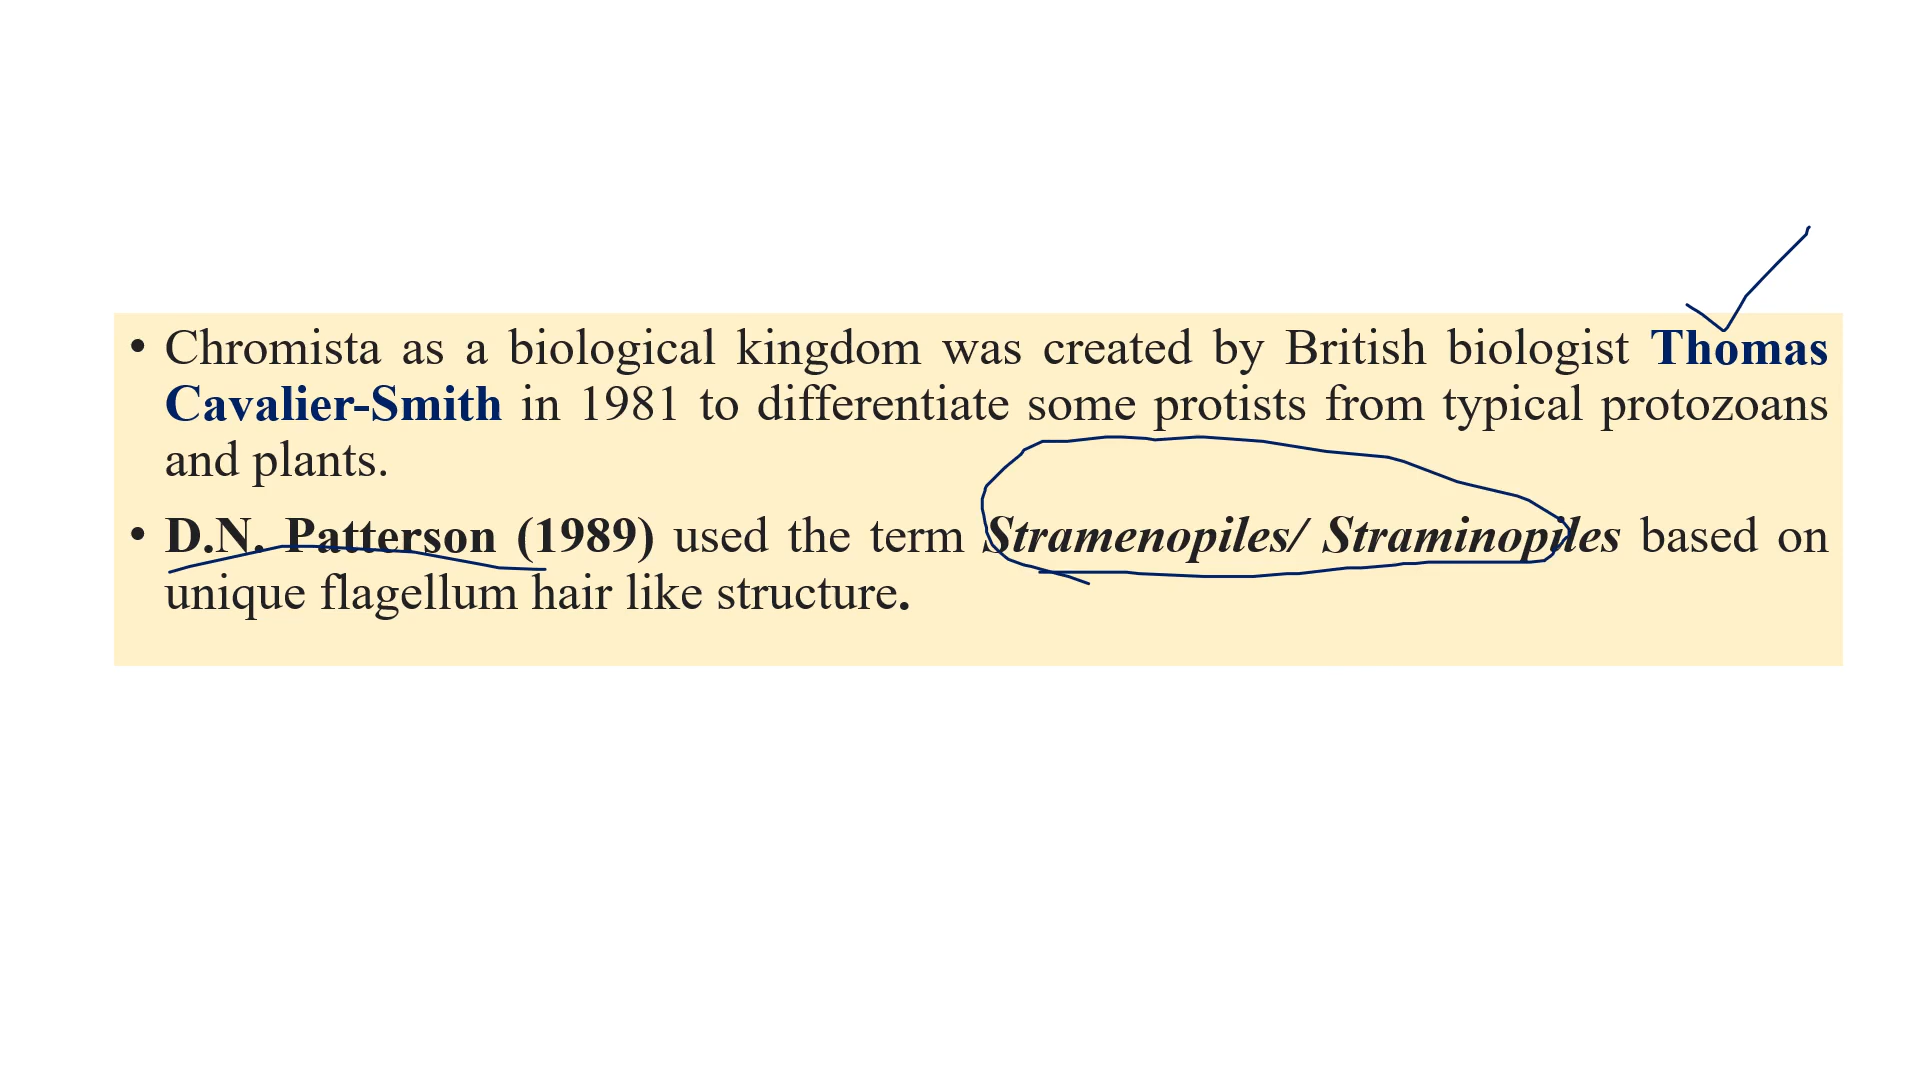 • Chromista as a biological kingdom was created by British biologist Thomas
Cavalier-Smith in 1981 to differentiate some protists from typical protozoans
and plants.
• D.N. Patterson (1989) used the term Stramenopiles/ Straminopiles based on
unique flagellum hair like structure.